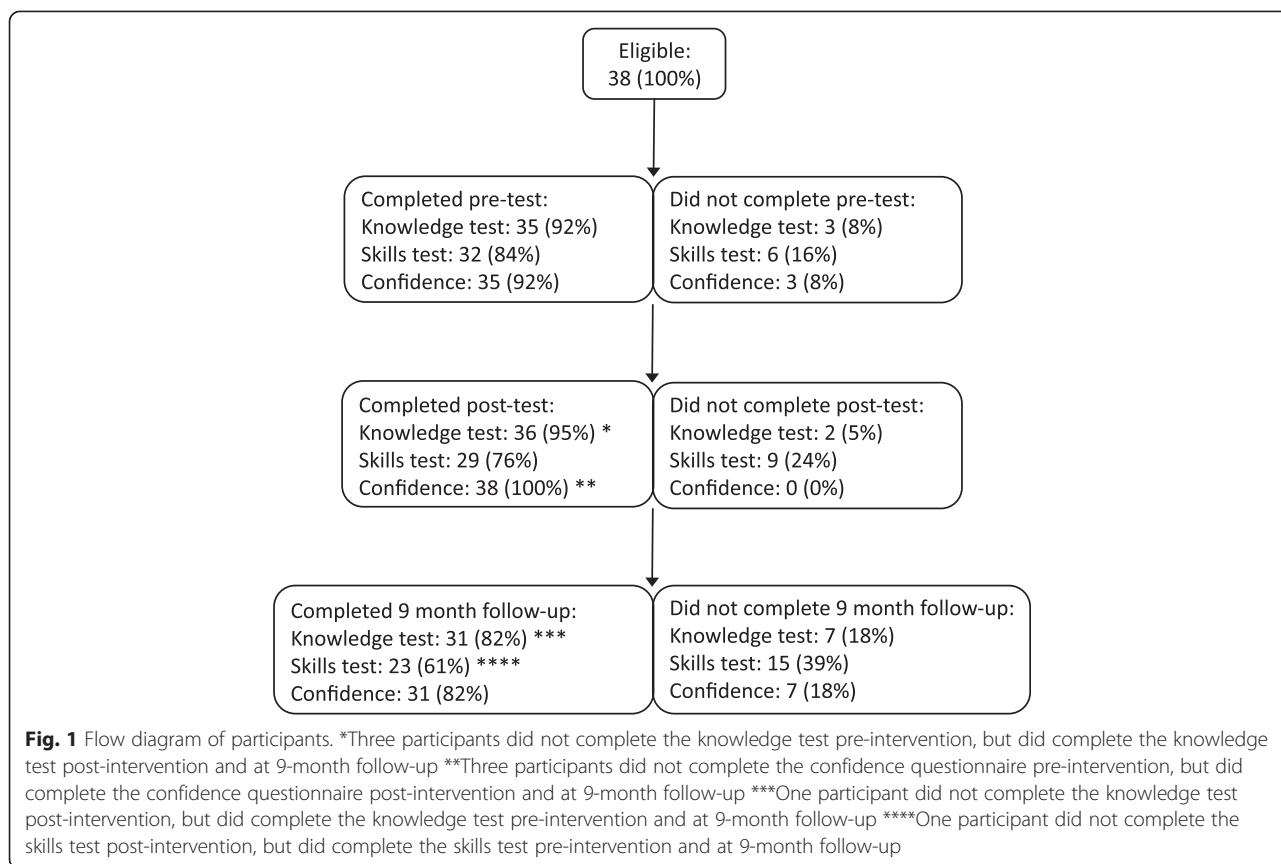 Eligible:
38 (100%)
Completed pre-test:
Knowledge test: 35 (92%)
Skills test: 32 (84%)
Confidence: 35 (92%)
Did not complete pre-test:
Knowledge test: 3 (8%)
Skills test: 6 (16%)
Confidence: 3 (8%)
Completed post-test:
Knowledge test: 36 (95%) *
Skills test: 29 (76%)
Confidence: 38 (100%) **
Did not complete post-test:
Knowledge test: 2 (5%)
Skills test: 9 (24%)
Confidence: 0 (0%)
Completed 9 month follow-up:
Knowledge test: 31 (82%) ***
Skills test: 23 (61%) ****
Confidence: 31 (82%)
Did not complete 9 month follow-up:
Knowledge test: 7 (18%)
Skills test: 15 (39%)
Confidence: 7 (18%)
Fig. 1 Flow diagram of participants. *Three participants did not complete the knowledge test pre-intervention, but did complete the knowledge
test post-intervention and at 9-month follow-up **Three participants did not complete the confidence questionnaire pre-intervention, but did
complete the confidence questionnaire post-intervention and at 9-month follow-up ***One participant did not complete the knowledge test
post-intervention, but did complete the knowledge test pre-intervention and at 9-month follow-up ****One participant did not complete the
skills test post-intervention, but did complete the skills test pre-intervention and at 9-month follow-up